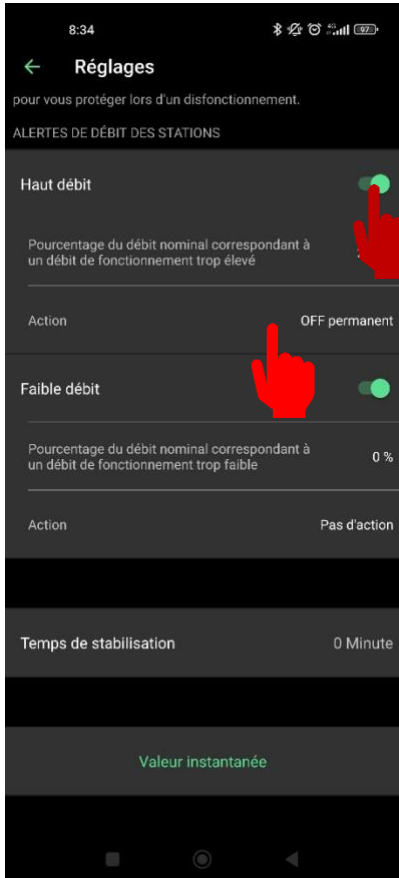 8:34
4G
97
Réglages
pour vous protéger lors d'un disfonctionnement.
ALERTES DE DÉBIT DES STATIONS
Haut débit
Pourcentage du débit nominal correspondant à
un débit de fonctionnement trop élevé
Action OFF permanent
Faible débit
Pourcentage du débit nominal correspondant à
un débit de fonctionnement trop faible
0 %
Action Pas d'action
Temps de stabilisation 0 Minute
Valeur instantanée